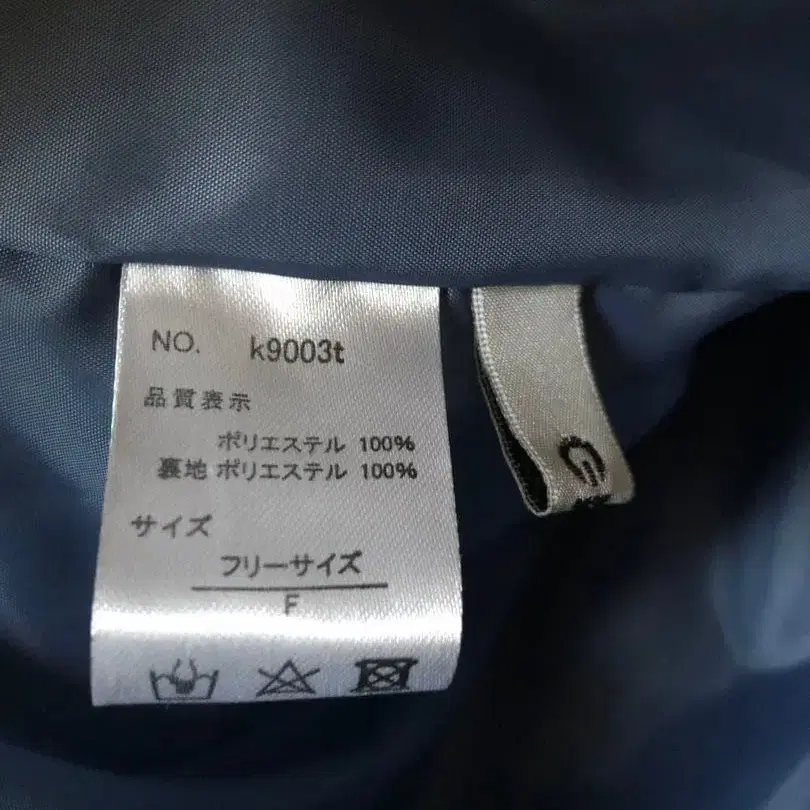 NO. k9003t
品質表示
ポリエステル 100%
裏地 ポリエステル 100%
サイズ
フリーサイズ
F